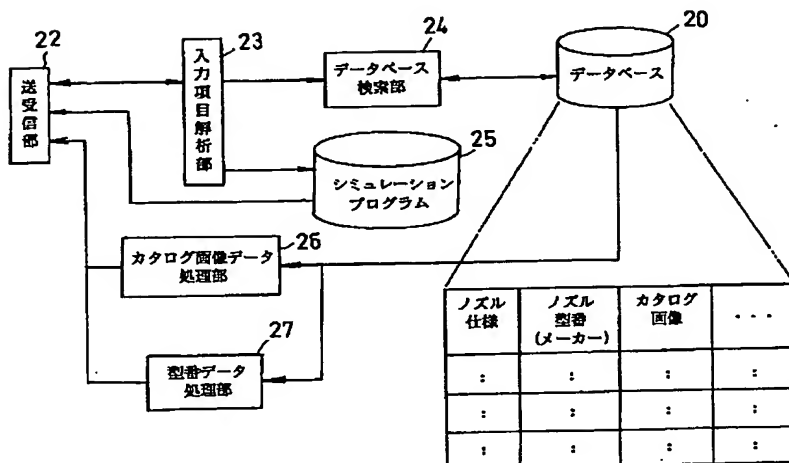 22
送受信部
23
入力項目解析部
24
データベース
検索部
20
データベース
25
シミュレーション
プログラム
26
カタログ画像データ
処理部
27
型番データ
処理部
ノズル
仕様
ノズル
型番
(メーカー)
カタログ
画像
・・・
: : : :
: : : :
: : : :